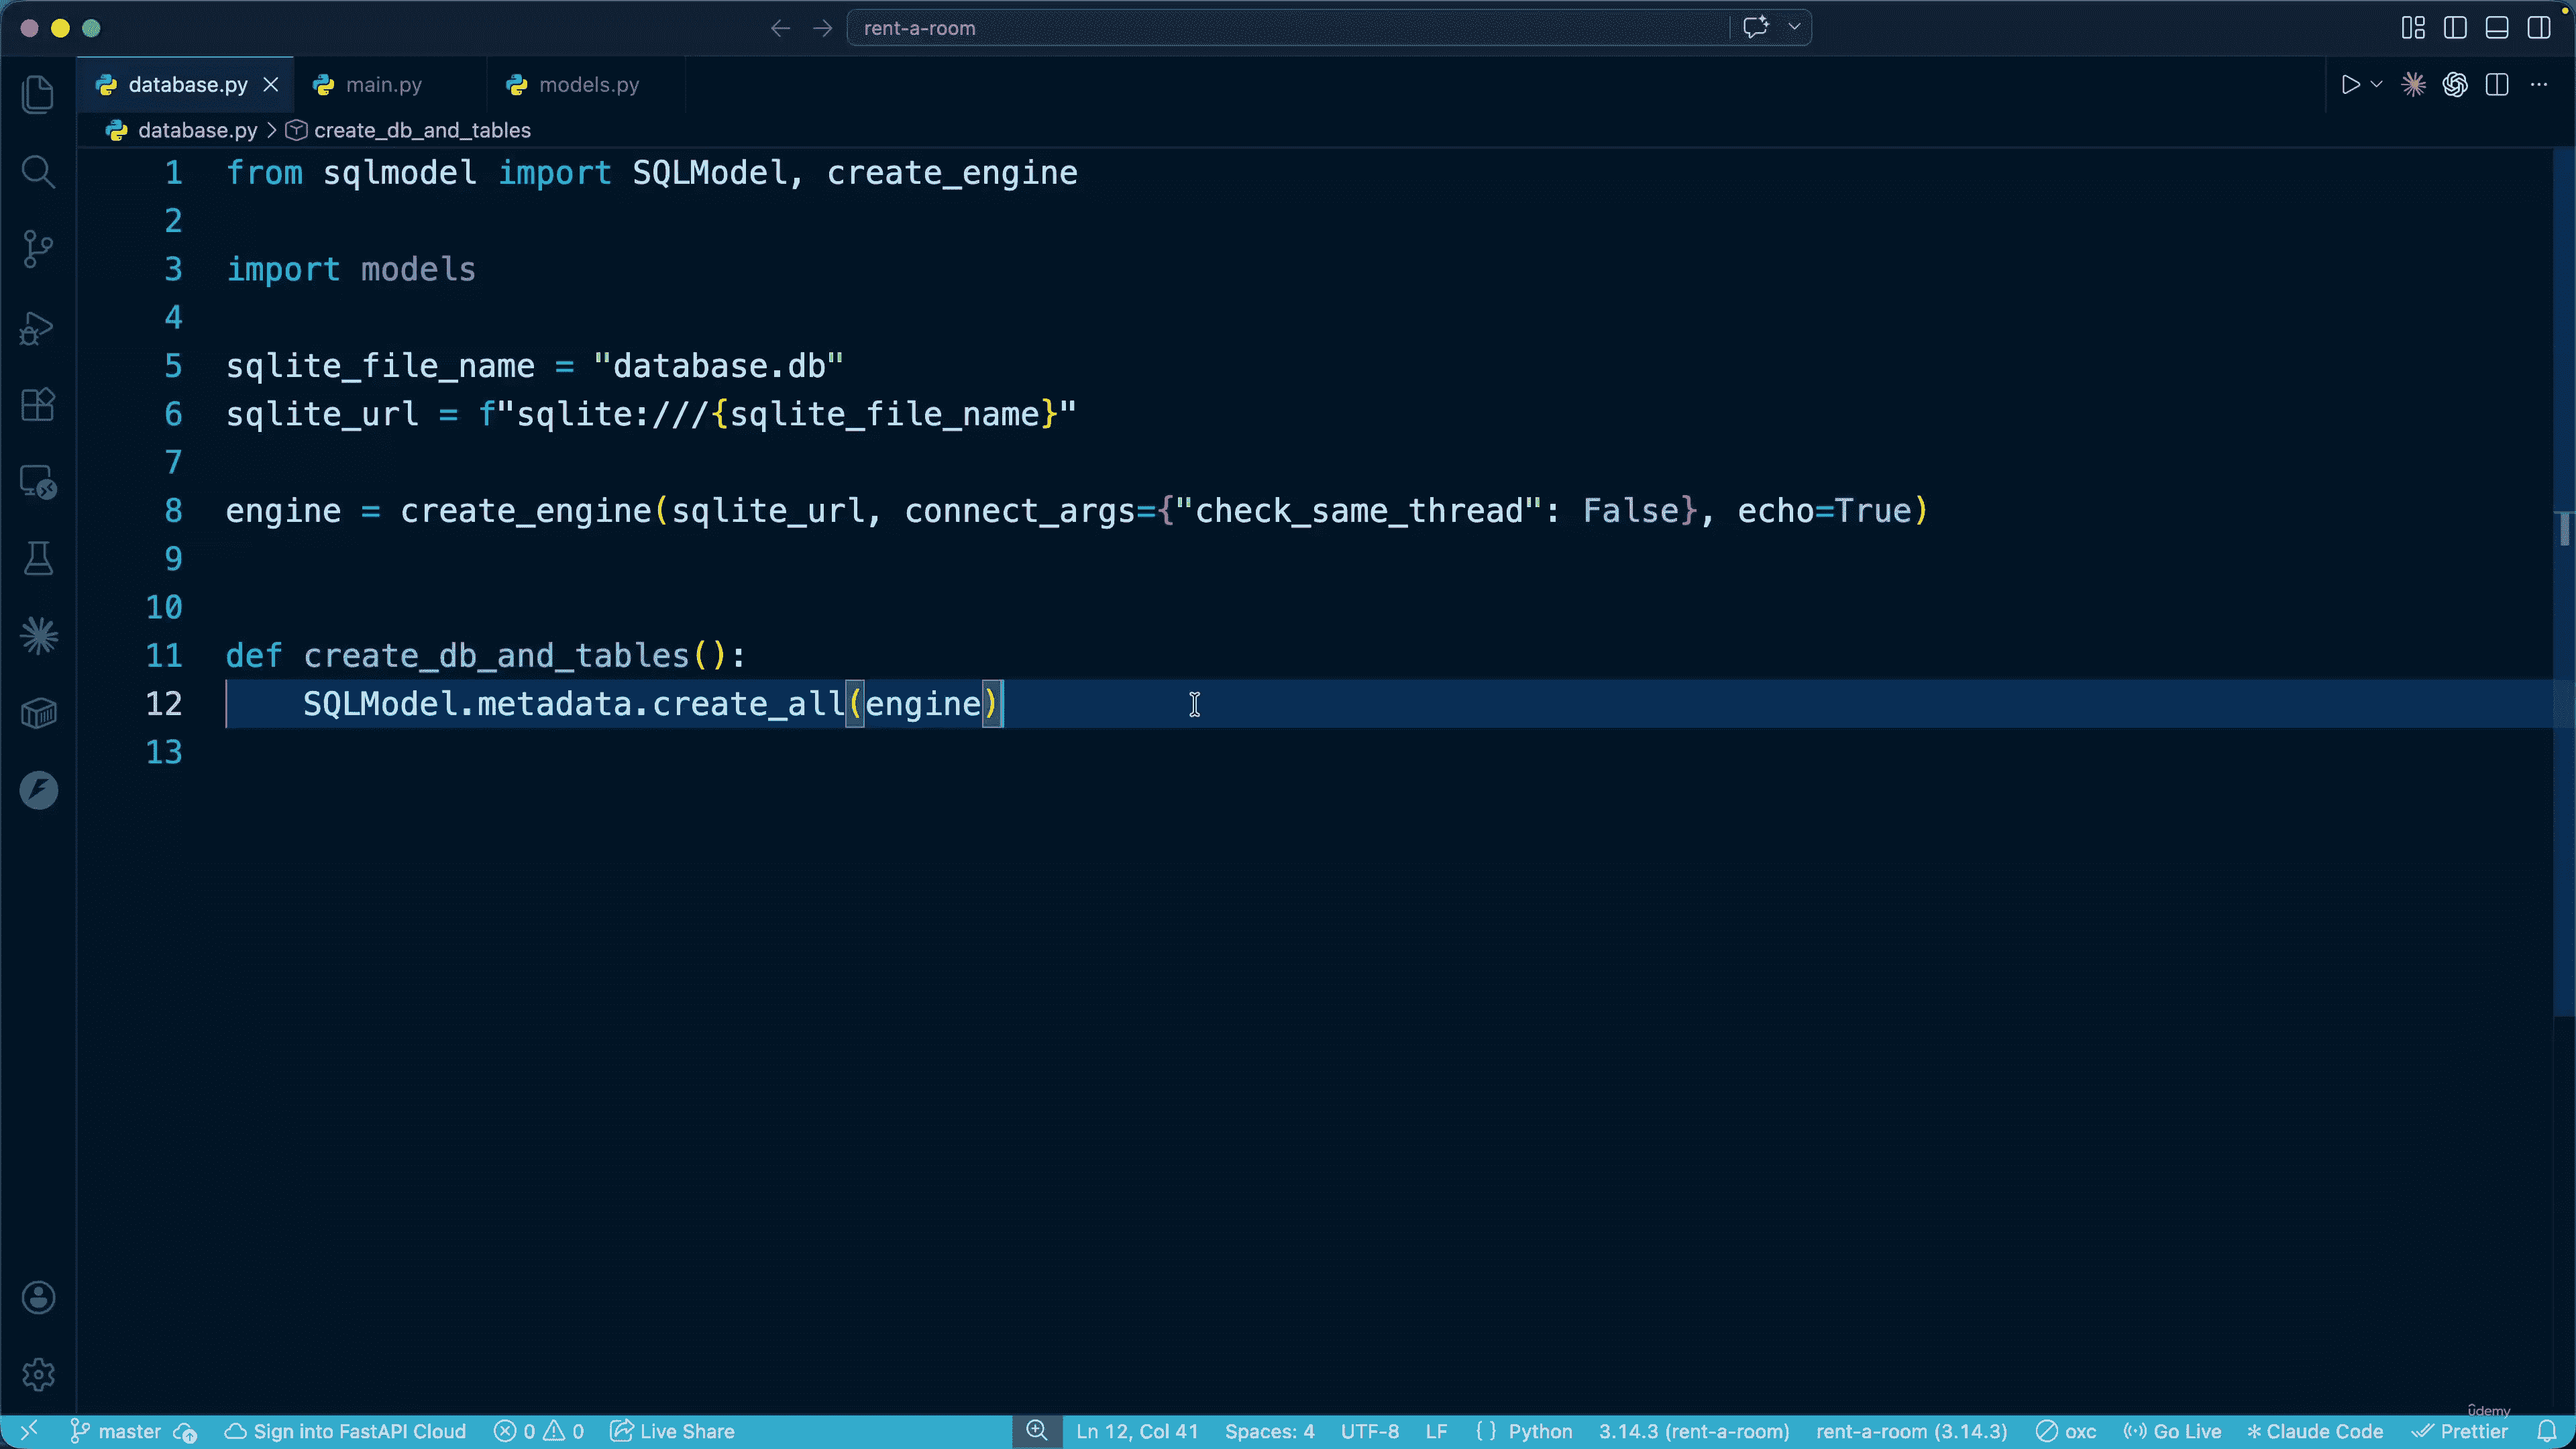 rent-a-room
database.py
main.py
models.py
database.py > create_db_and_tables
1 from sqlmodel import SQLModel, create_engine
2
3 import models
4
5 sqlite_file_name = "database.db"
6 sqlite_url = f"sqlite:///{sqlite_file_name}"
7
8 engine = create_engine(sqlite_url, connect_args={"check_same_thread": False}, echo=True)
9
10
11 def create_db_and_tables():
12     SQLModel.metadata.create_all(engine)
13
udemy
master Sign into FastAPI Cloud 0 0 Live Share Ln 12, Col 41 Spaces: 4 UTF-8 LF { } Python 3.14.3 (rent-a-room) rent-a-room (3.14.3) oxc Go Live Claude Code Prettier